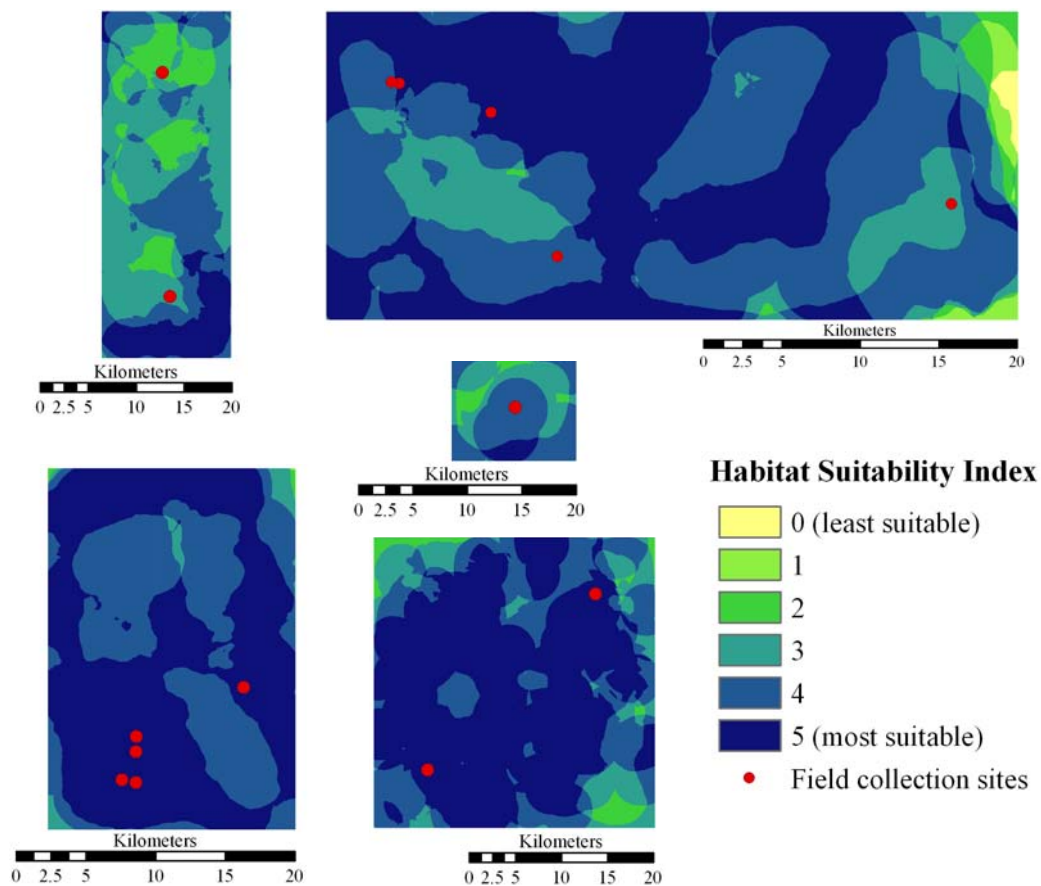 Kilometers
0 2.5 5 10 15 20
Kilometers
0 2.5 5 10 15 20
Kilometers
0 2.5 5 10 15 20
Habitat Suitability Index
0 (least suitable)
1
2
3
4
5 (most suitable)
Field collection sites
Kilometers
0 2.5 5 10 15 20
Kilometers
0 2.5 5 10 15 20